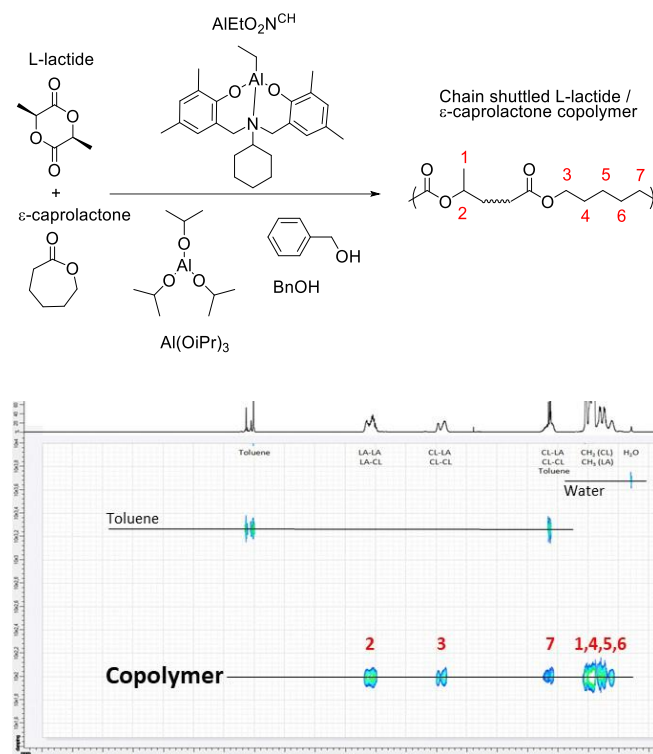 AlEtO₂Nᶜᴴ
L-lactide
Al
O
O
N
O
O
O
O
+
ε-caprolactone
O
O
O
Al
O
O
Al(OiPr)₃
OH
BnOH
Chain shuttled L-lactide /
ε-caprolactone copolymer
O
1
O
2
O
O
3
4
5
6
7
Toluene
LA-LA
LA-CL
CL-LA
CL-CL
CL-LA
CL-CL
Toluene
CH₂ (CL)
CH₃ (LA)
H₂O
Water
Toluene
2
3
7
1,4,5,6
Copolymer